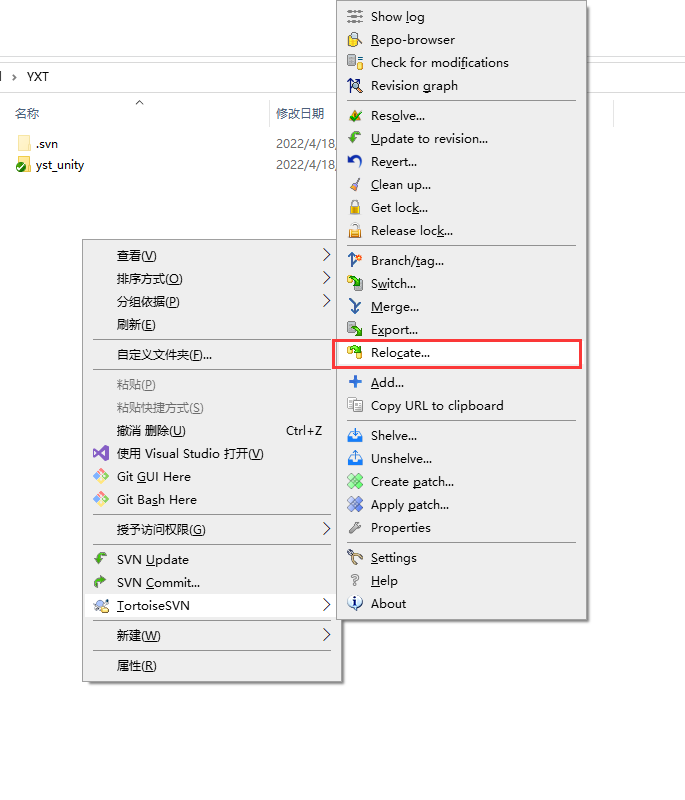 YXT
名称
修改日期
.svn
2022/4/18,
yst_unity
2022/4/18,
查看(V)
排序方式(O)
分组依据(P)
刷新(E)
自定义文件夹(F)...
粘贴(P)
粘贴快捷方式(S)
撤消 删除(U) Ctrl+Z
使用 Visual Studio 打开(V)
Git GUI Here
Git Bash Here
授予访问权限(G)
SVN Update
SVN Commit...
TortoiseSVN
新建(W)
属性(R)
Show log
Repo-browser
Check for modifications
Revision graph
Resolve...
Update to revision...
Revert...
Clean up...
Get lock...
Release lock...
Branch/tag...
Switch...
Merge...
Export...
Relocate...
Add...
Copy URL to clipboard
Shelve...
Unshelve...
Create patch...
Apply patch...
Properties
Settings
Help
About